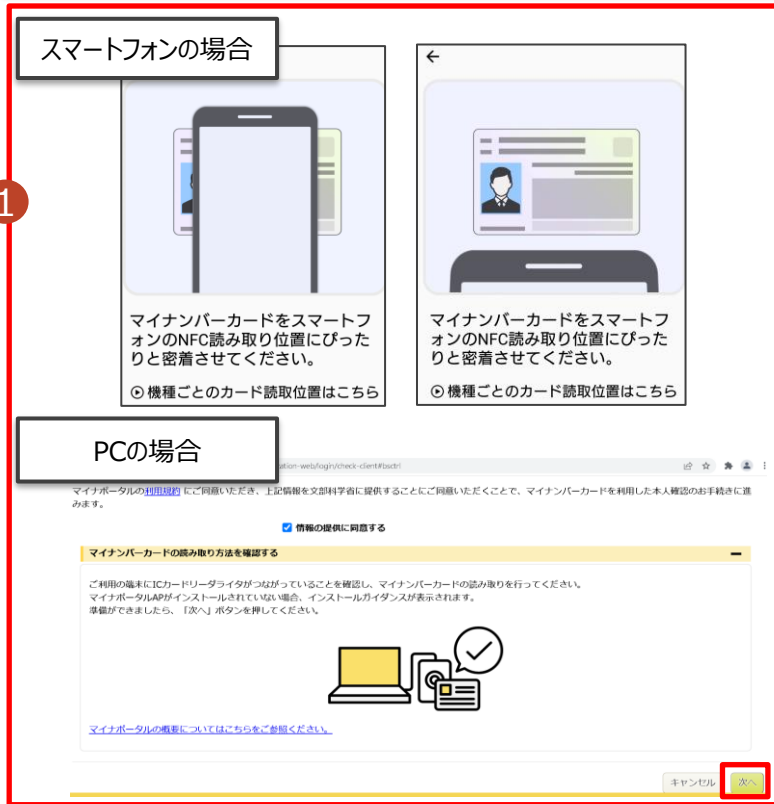 スマートフォンの場合
←
1
マイナンバーカードをスマートフ
ォンのNFC読み取り位置にぴった
りと密着させてください。
機種ごとのカード読取位置はこちら
マイナンバーカードをスマートフ
ォンのNFC読み取り位置にぴった
りと密着させてください。
機種ごとのカード読取位置はこちら
PCの場合
ation-web/login/check-client#bsctrl
マイナポータルの利用規約 にご同意いただき、上記情報を文部科学省に提供することにご同意いただくことで、マイナンバーカードを利用した本人確認のお手続きに進
みます。
情報の提供に同意する
マイナンバーカードの読み取り方法を確認する
ご利用の端末にICカードリーダライタがつながっていることを確認し、マイナンバーカードの読み取りを行ってください。
マイナポータルAPがインストールされていない場合、インストールガイダンスが表示されます。
準備ができましたら、「次へ」ボタンを押してください。
マイナポータルの概要についてはこちらをご参照ください。
キャンセル 次へ